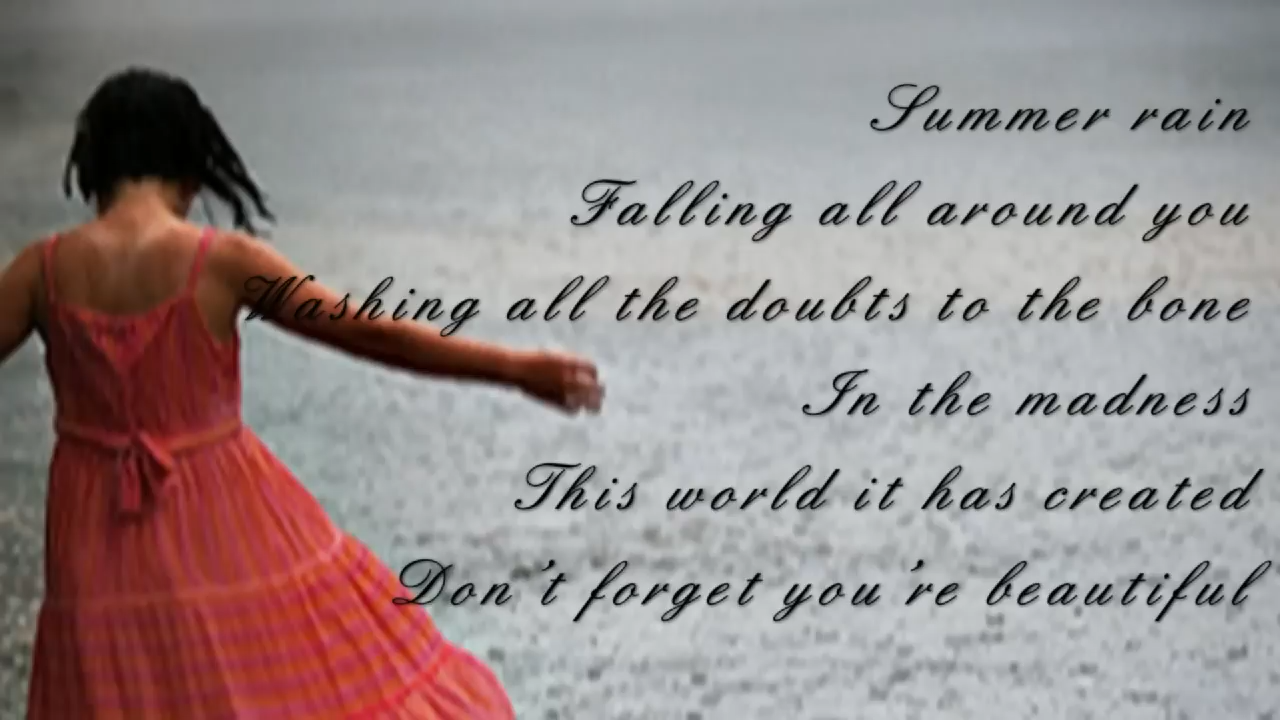 Summer rain
Falling all around you
Washing all the doubts to the bone
In the madness
This world it has created
Don't forget you're beautiful